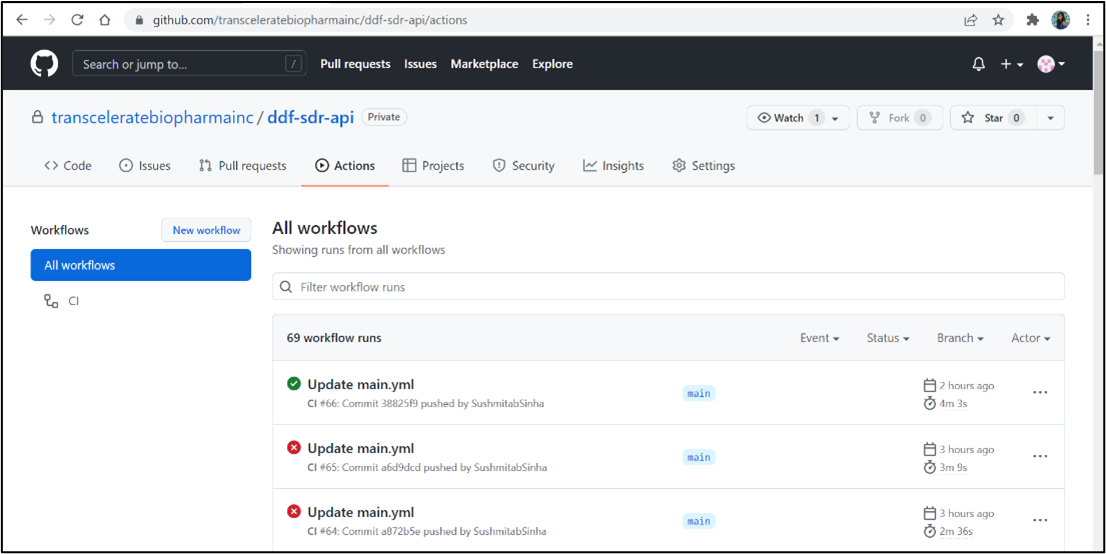 github.com/transceleratebiopharmainc/ddf-sdr-api/actions
Search or jump to... /
Pull requests Issues Marketplace Explore
transceleratebiopharmainc / ddf-sdr-api Private
Watch 1 Fork 0 Star 0
Code Issues Pull requests Actions Projects Security Insights Settings
Workflows New workflow
All workflows
CI
All workflows
Showing runs from all workflows
Filter workflow runs
69 workflow runs Event Status Branch Actor
Update main.yml
CI #66: Commit 38825f9 pushed by SushmitabSinha
main
2 hours ago
4m 3s
Update main.yml
CI #65: Commit a6d9dcd pushed by SushmitabSinha
main
3 hours ago
3m 9s
Update main.yml
CI #64: Commit a872b5e pushed by SushmitabSinha
main
3 hours ago
2m 36s